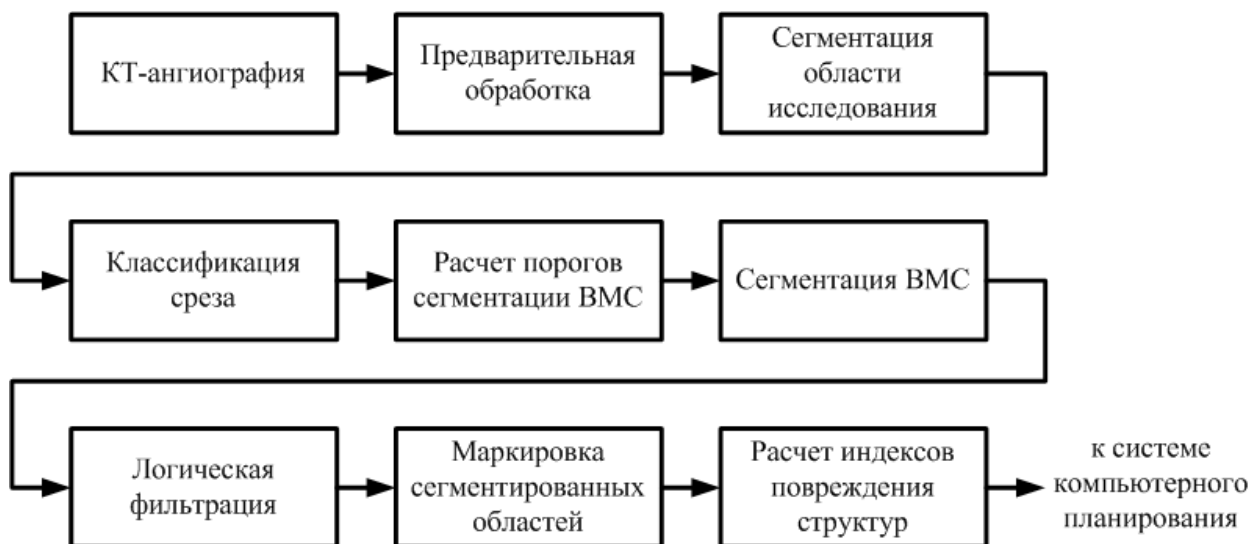 КТ-ангиография
Предварительная
обработка
Сегментация
области
исследования
Классификация
среза
Расчет порогов
сегментации ВМС
Сегментация ВМС
Логическая
фильтрация
Маркировка
сегментированных
областей
Расчет индексов
повреждения
структур
к системе
компьютерного
планирования